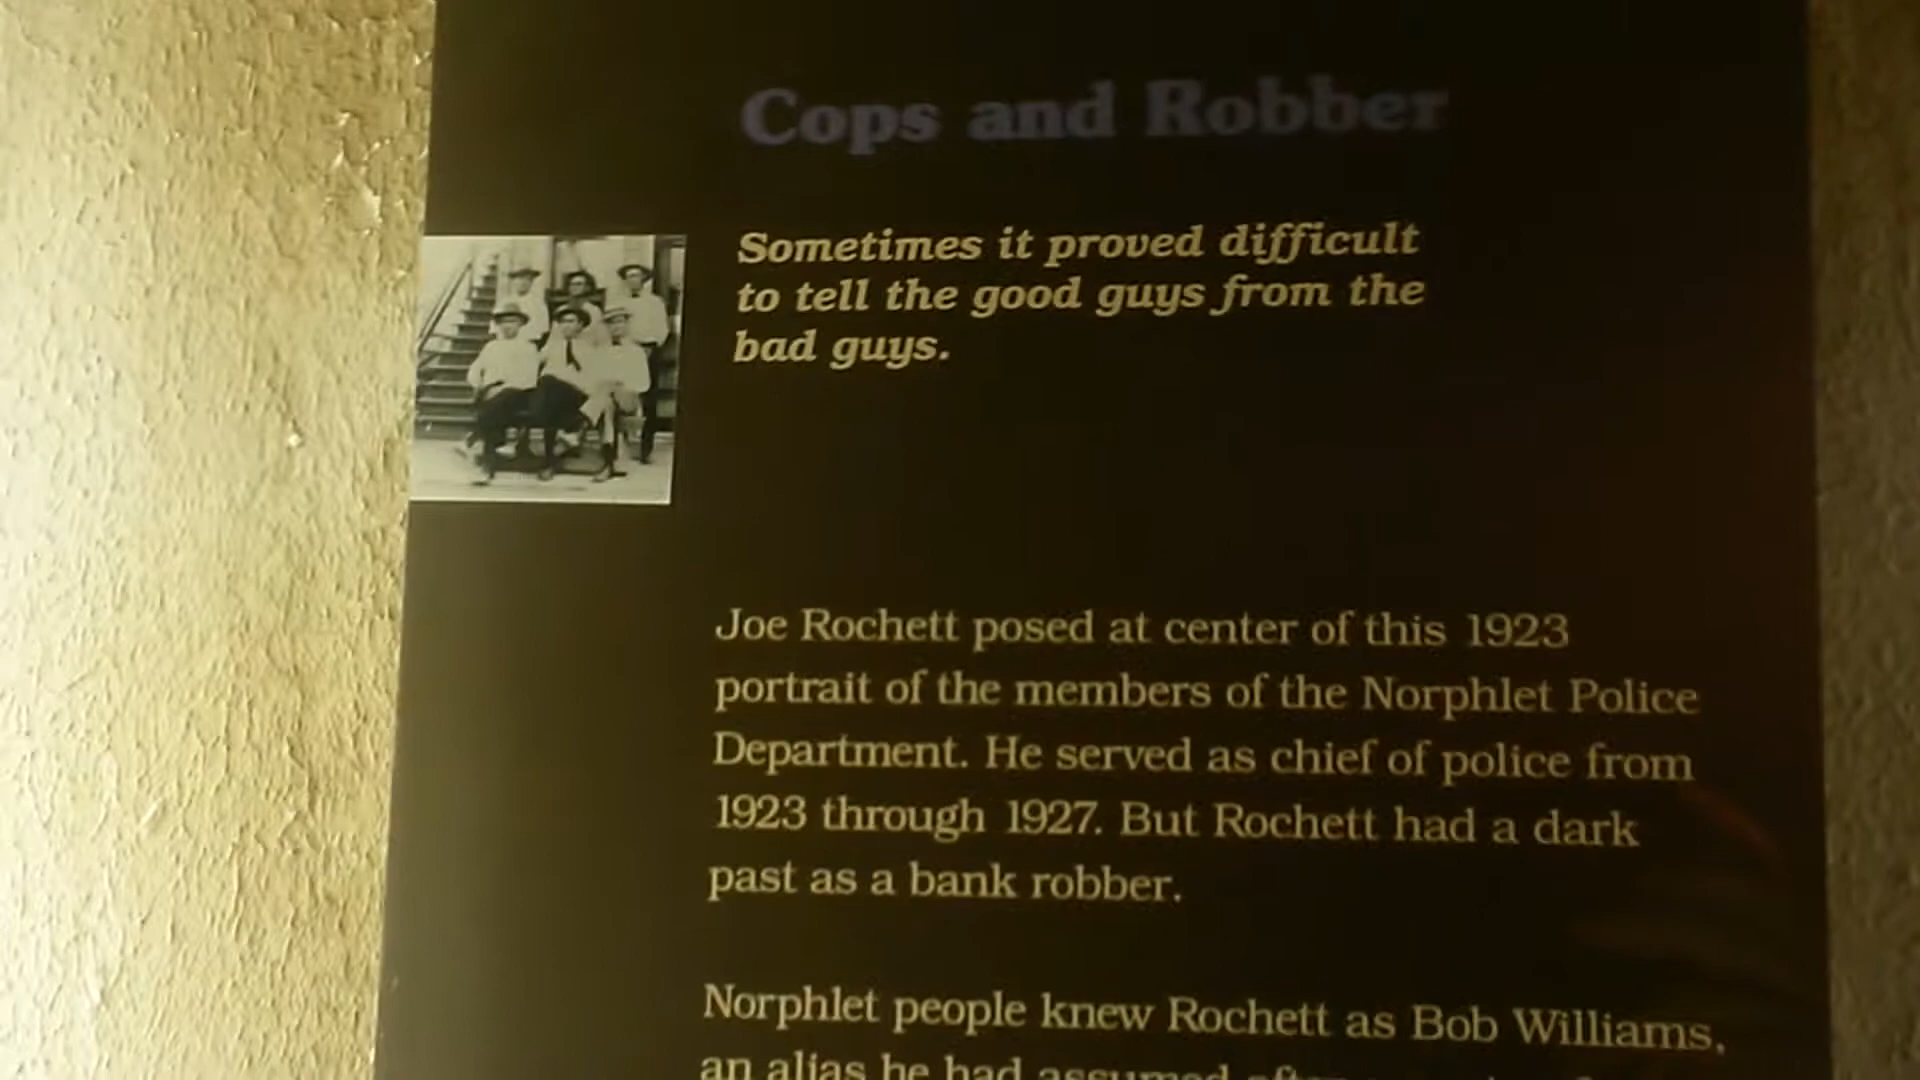 Cops and Robber
Sometimes it proved difficult
to tell the good guys from the
bad guys.
Joe Rochett posed at center of this 1923
portrait of the members of the Norphlet Police
Department. He served as chief of police from
1923 through 1927. But Rochett had a dark
past as a bank robber.
Norphlet people knew Rochett as Bob Williams,
an alias he had assumed after